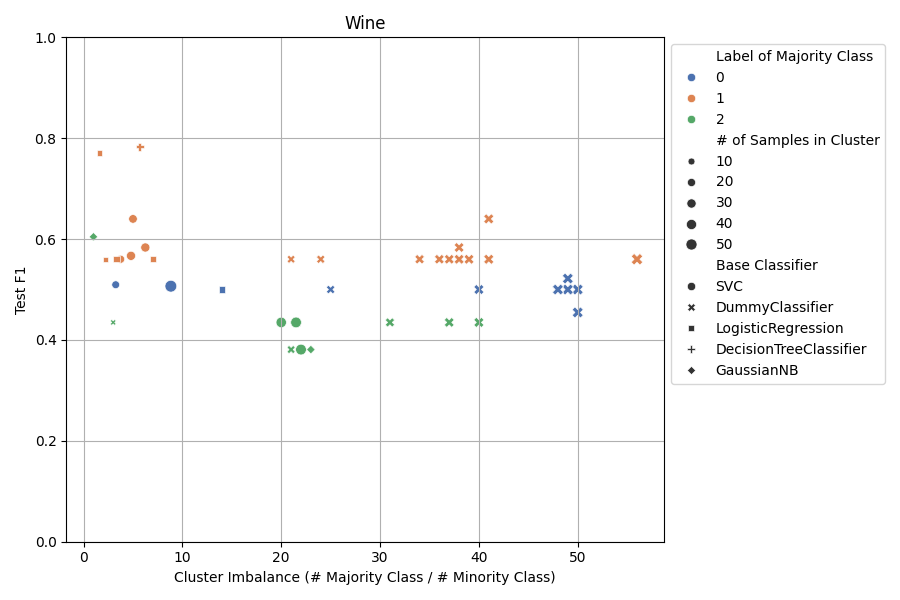 Wine
1.0
0.8
0.6
0.4
0.2
0.0
Test F1
0 10 20 30 40 50
Cluster Imbalance (# Majority Class / # Minority Class)
Label of Majority Class
0
1
2
# of Samples in Cluster
10
20
30
40
50
Base Classifier
SVC
DummyClassifier
LogisticRegression
DecisionTreeClassifier
GaussianNB